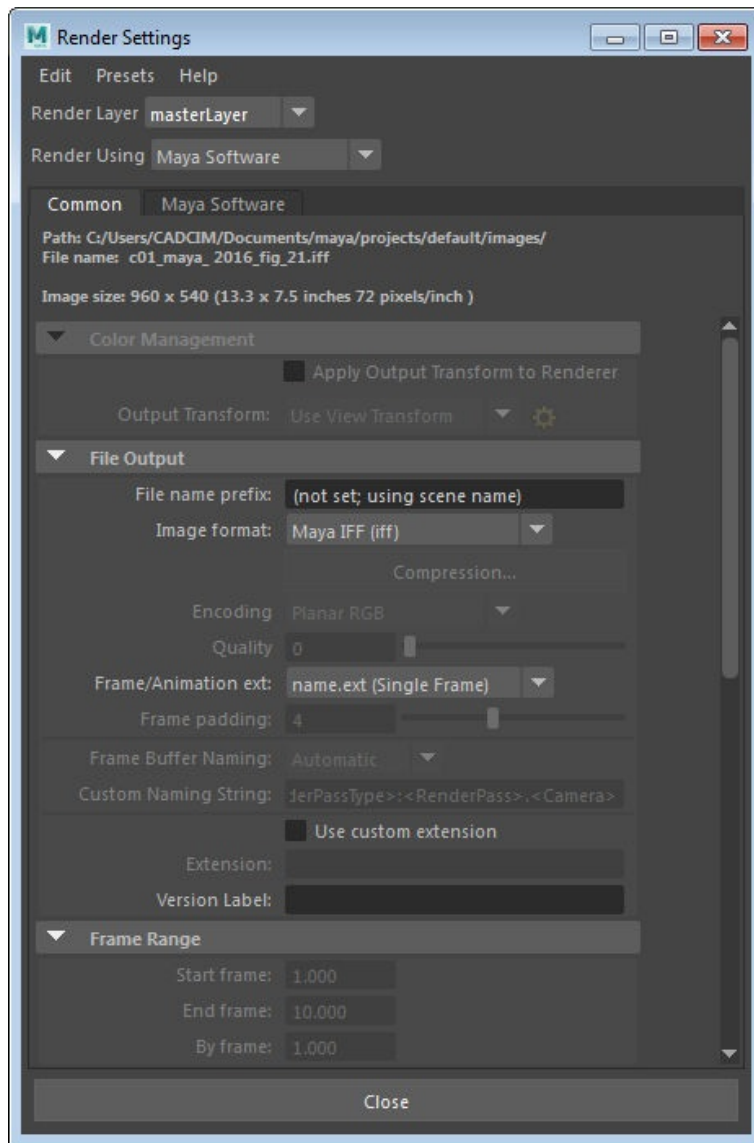 Render Settings
Edit Presets Help
Render Layer masterLayer
Render Using Maya Software
Common Maya Software
Path: C:/Users/CADCIM/Documents/maya/projects/default/images/
File name: c01_maya_ 2016_fig_21.iff
Image size: 960 x 540 (13.3 x 7.5 inches 72 pixels/inch )
Color Management
Apply Output Transform to Renderer
Output Transform: Use View Transform
File Output
File name prefix: (not set; using scene name)
Image format: Maya IFF (iff)
Compression...
Encoding Planar RGB
Quality 0
Frame/Animation ext: name.ext (Single Frame)
Frame padding: 4
Frame Buffer Naming: Automatic
Custom Naming String: derPassType>:<RenderPass>.<Camera>
Use custom extension
Extension:
Version Label:
Frame Range
Start frame: 1.000
End frame: 10.000
By frame: 1.000
Close